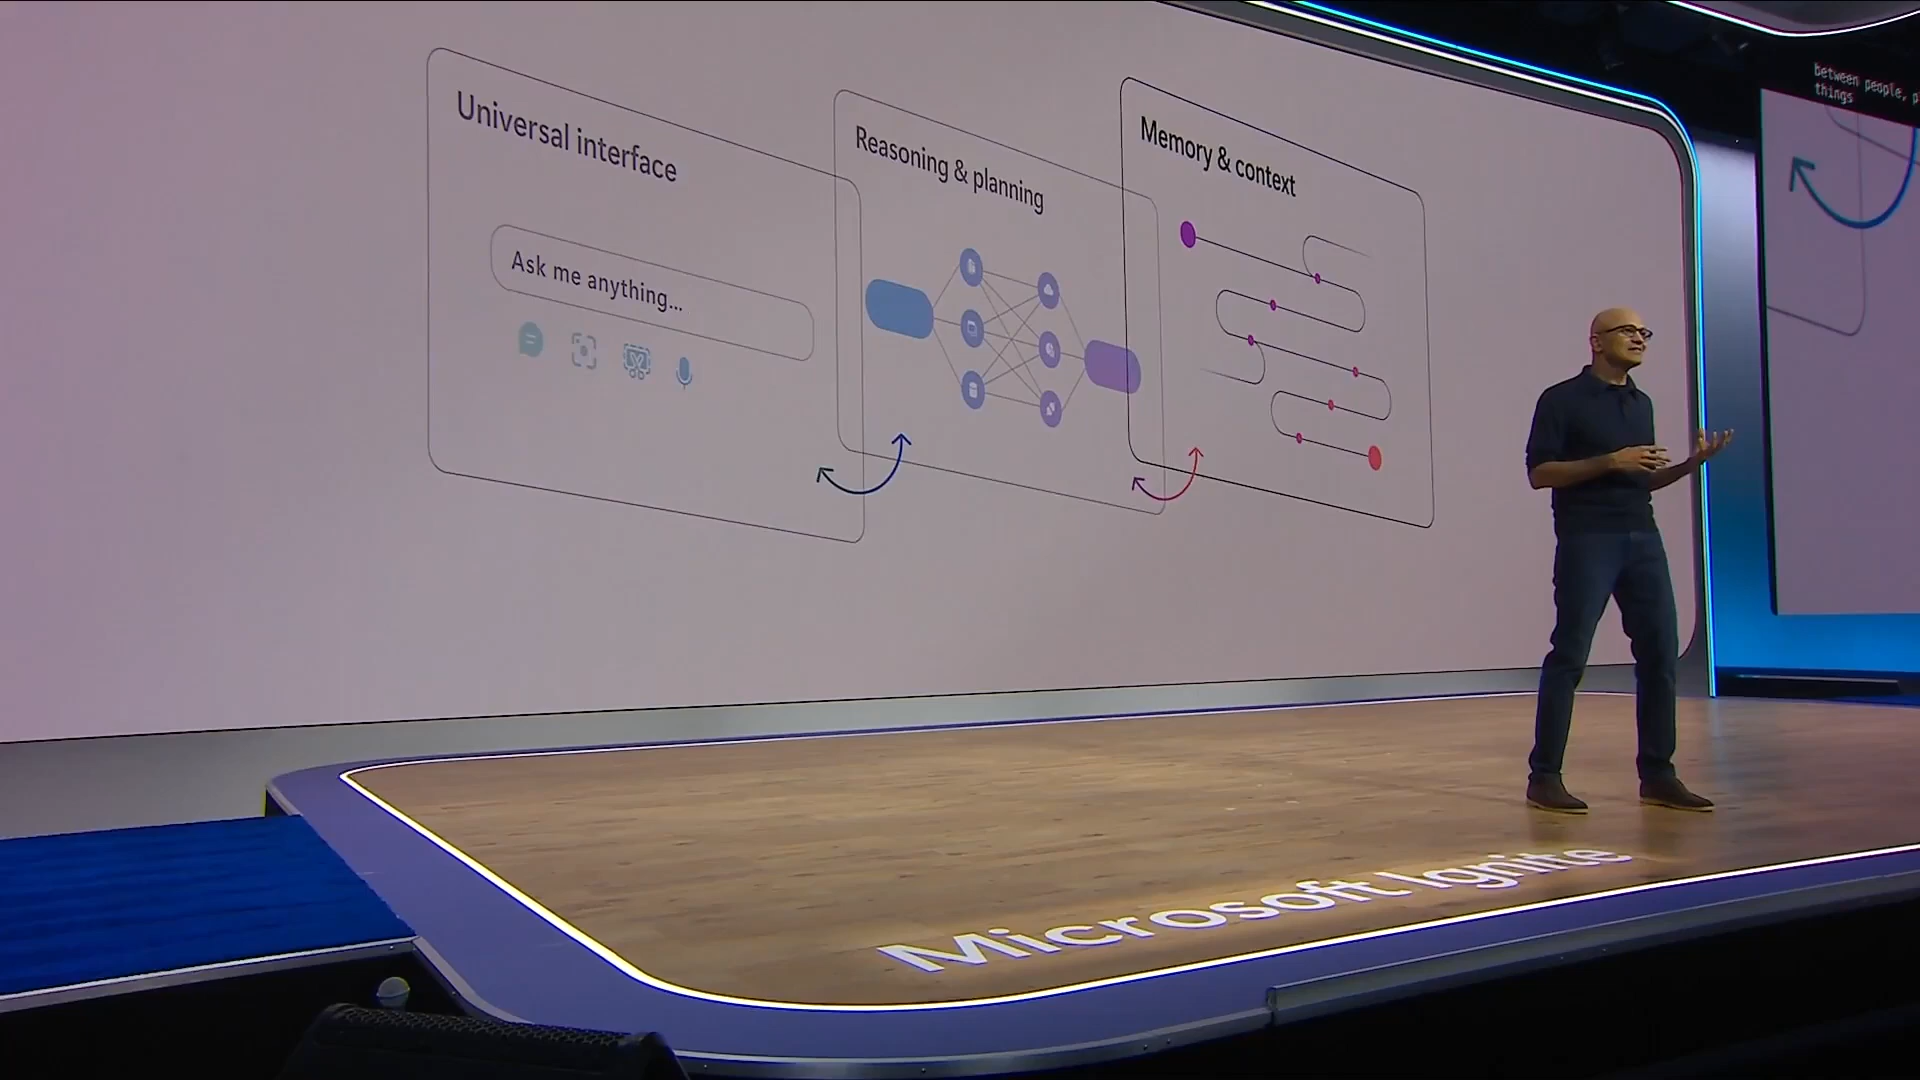 Universal interface
Ask me anything...
Reasoning & planning
Memory & context
between people, p
things
Microsoft Ignite